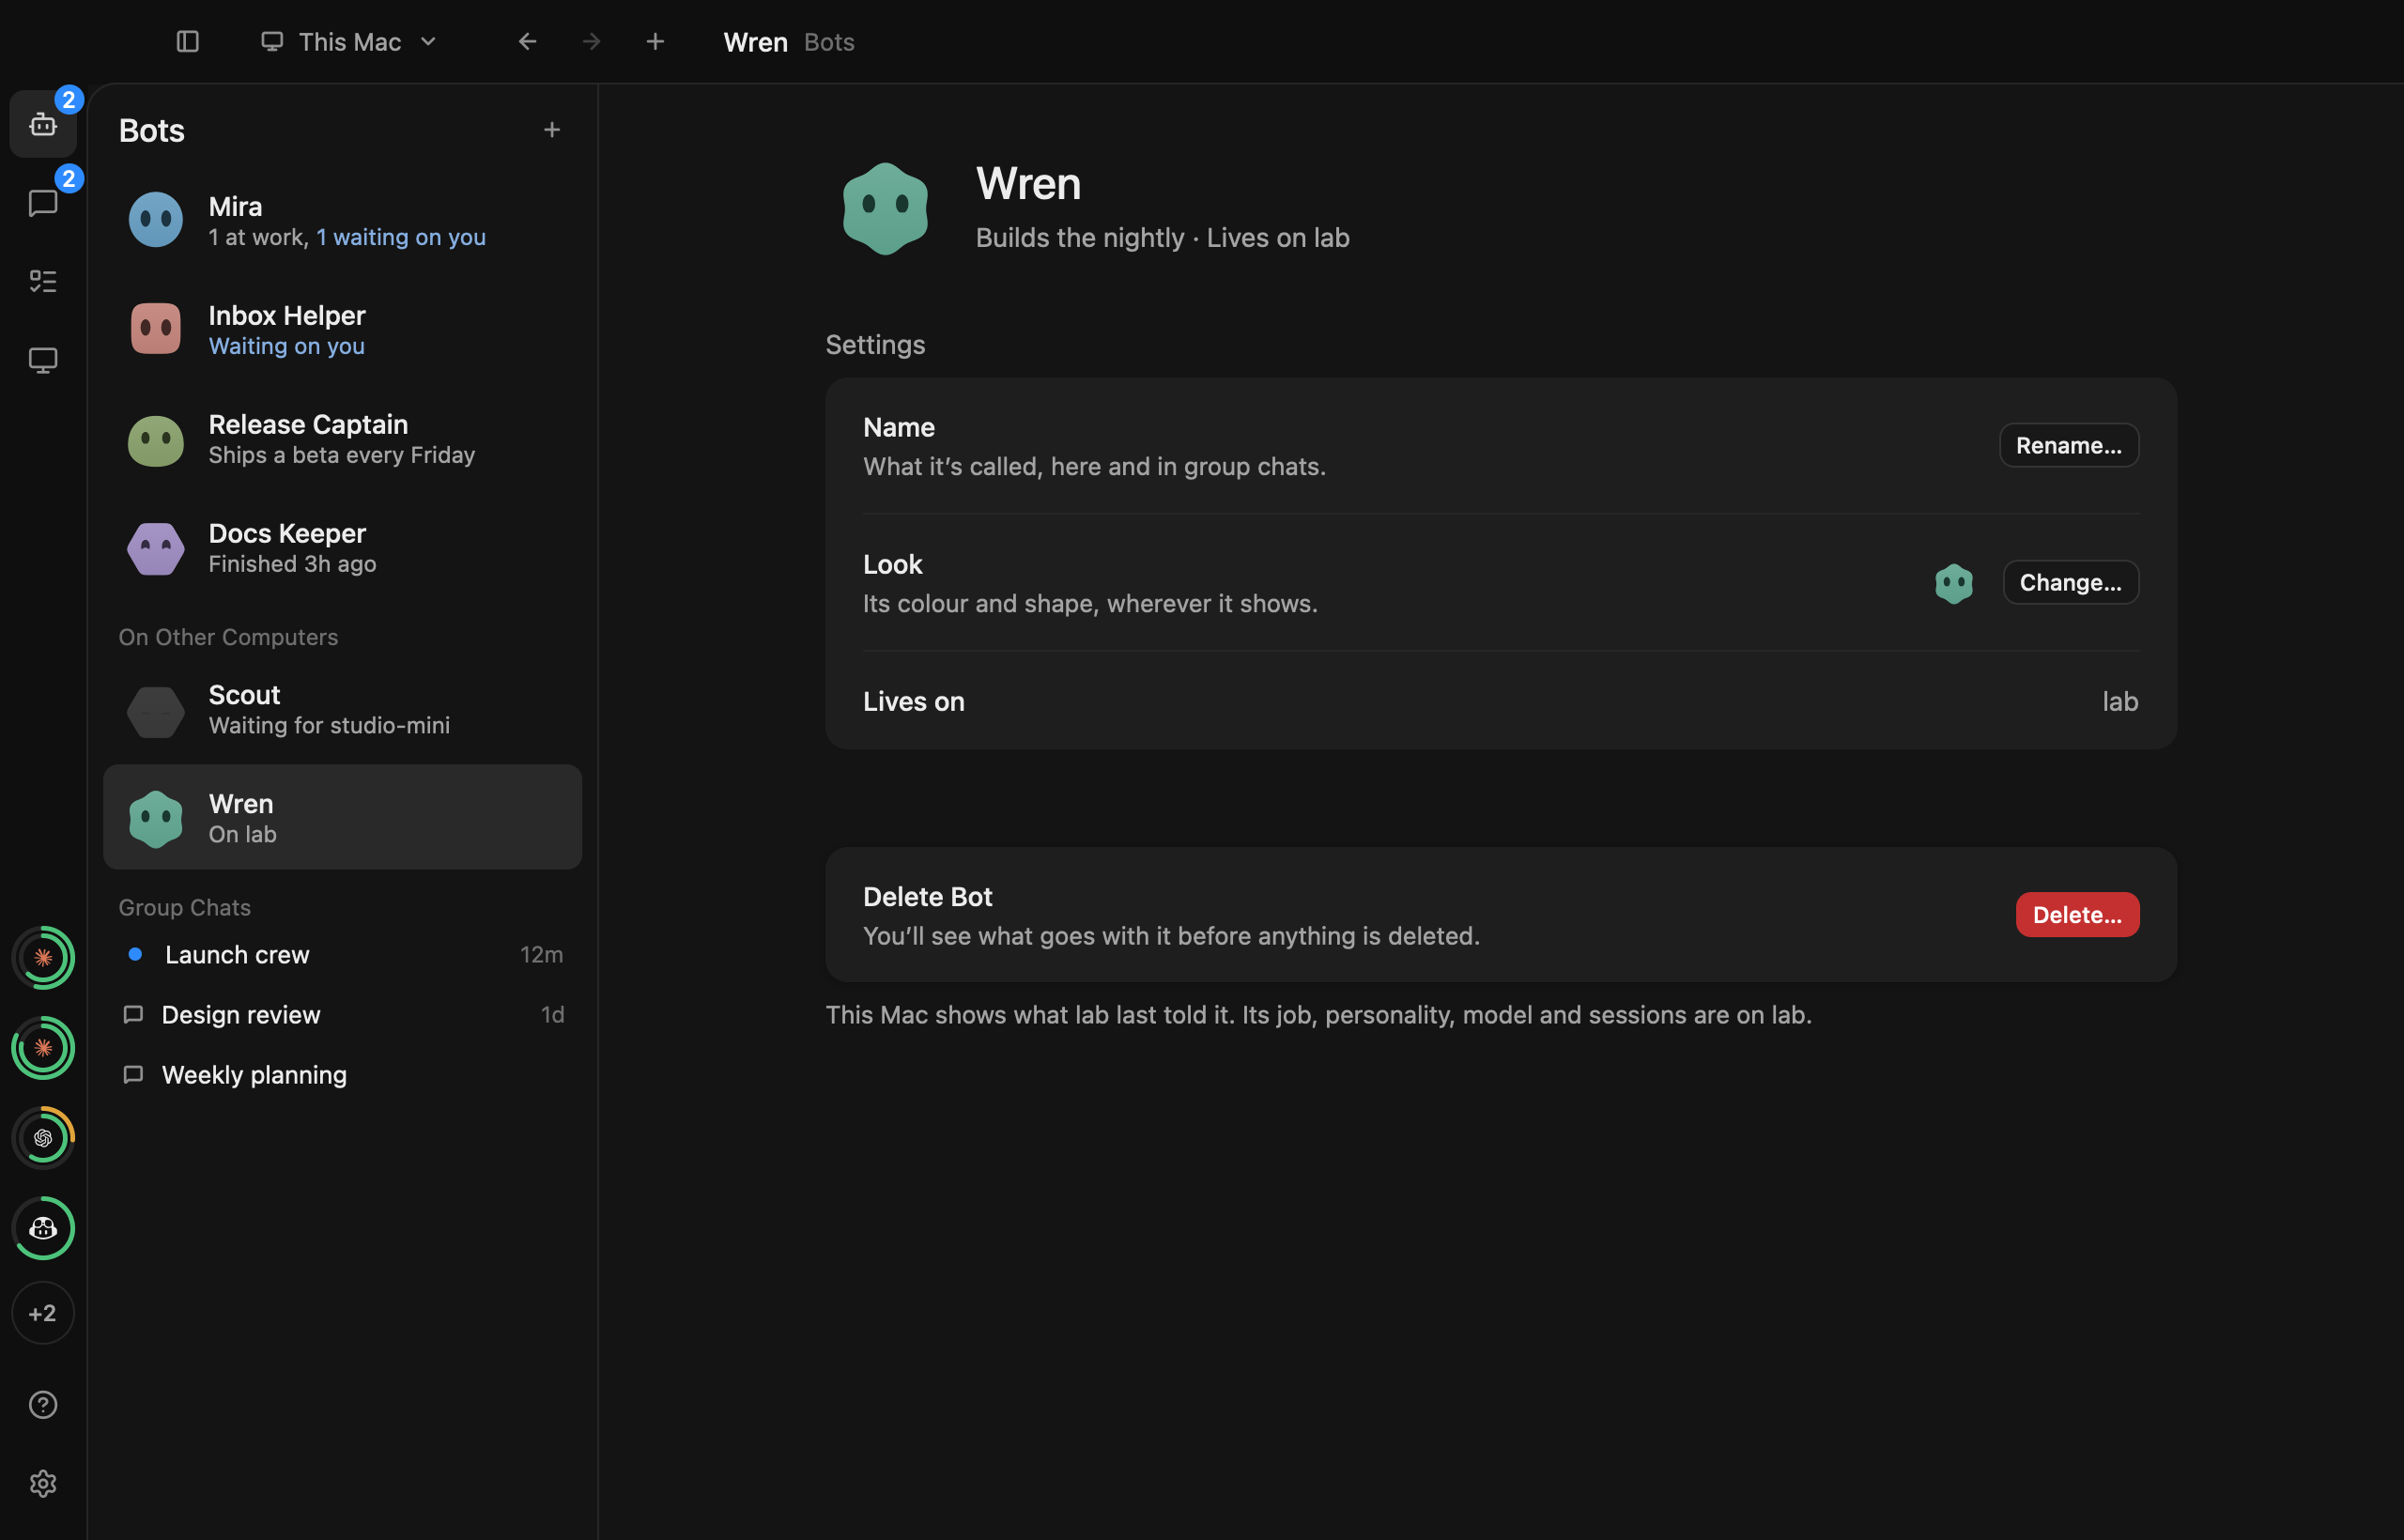 This Mac
Wren Bots
2
2
Bots
Mira
1 at work, 1 waiting on you
Inbox Helper
Waiting on you
Release Captain
Ships a beta every Friday
Docs Keeper
Finished 3h ago
On Other Computers
Scout
Waiting for studio-mini
Wren
On lab
Group Chats
Launch crew 12m
Design review 1d
Weekly planning
+2
Wren
Builds the nightly · Lives on lab
Settings
Name
What it’s called, here and in group chats.
Rename...
Look
Its colour and shape, wherever it shows.
Change...
Lives on lab
Delete Bot
You’ll see what goes with it before anything is deleted.
Delete...
This Mac shows what lab last told it. Its job, personality, model and sessions are on lab.